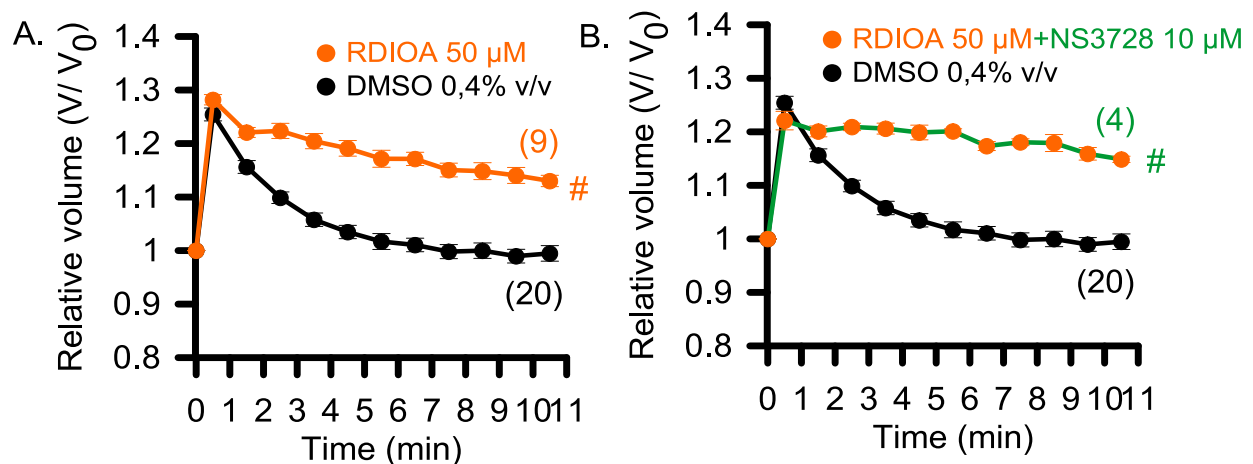 A.
Relative volume (V/ V0)
1.4
1.3
1.2
1.1
1
0.9
0.8
RDIOA 50 µM
DMSO 0,4% v/v
(9)
#
(20)
0 1 2 3 4 5 6 7 8 9 10 11
Time (min)
B.
Relative volume (V/ V0)
1.4
1.3
1.2
1.1
1
0.9
0.8
RDIOA 50 µM+NS3728 10 µM
DMSO 0,4% v/v
(4)
#
(20)
0 1 2 3 4 5 6 7 8 9 10 11
Time (min)